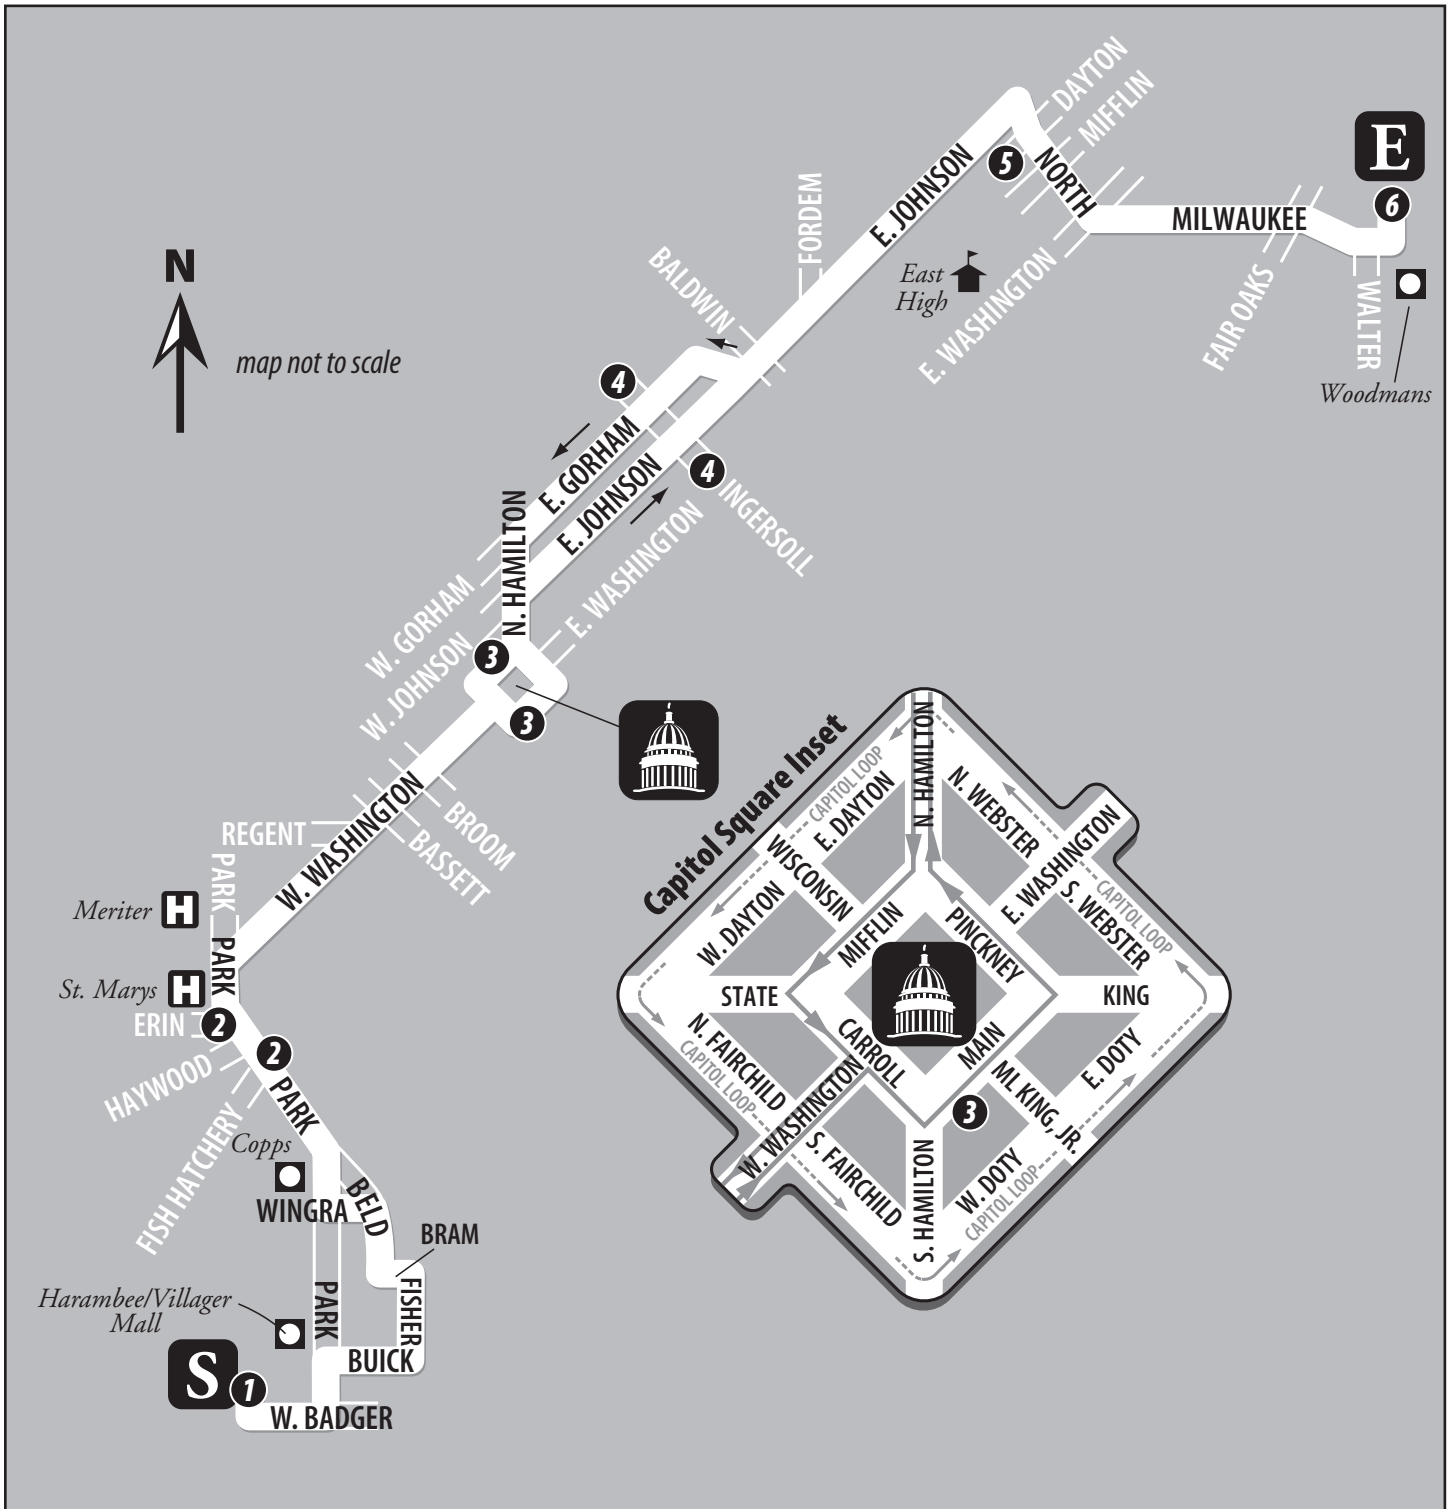 DAYTON
MIFFLIN
E
5
NORTH
6
E. JOHNSON
MILWAUKEE
FORDEM
N
BALDWIN
East
High
E. WASHINGTON
FAIR OAKS
WALTER
map not to scale
Woodmans
4
E. GORHAM
E. JOHNSON
4
INGERSOLL
N. HAMILTON
E. WASHINGTON
W. GORHAM
W. JOHNSON
3
3
W. WASHINGTON
BROOM
BASSETT
REGENT
PARK
Meriter
H
PARK
St. Marys
H
ERIN
2
2
HAYWOOD
PARK
FISH HATCHERY
Copps
WINGRA
BELD
BRAM
FISHER
Harambee/Villager
Mall
PARK
BUICK
S
1
W. BADGER
Capitol Square Inset
N. HAMILTON
CAPITOL LOOP
E. DAYTON
N. WEBSTER
WISCONSIN
E. WASHINGTON
W. DAYTON
MIFFLIN
PINCKNEY
S. WEBSTER
CAPITOL LOOP
STATE
KING
N. FAIRCHILD
CAPITOL LOOP
CARROLL
MAIN
E. DOTY
W. WASHINGTON
3
ML KING, JR.
S. FAIRCHILD
S. HAMILTON
W. DOTY
CAPITOL LOOP